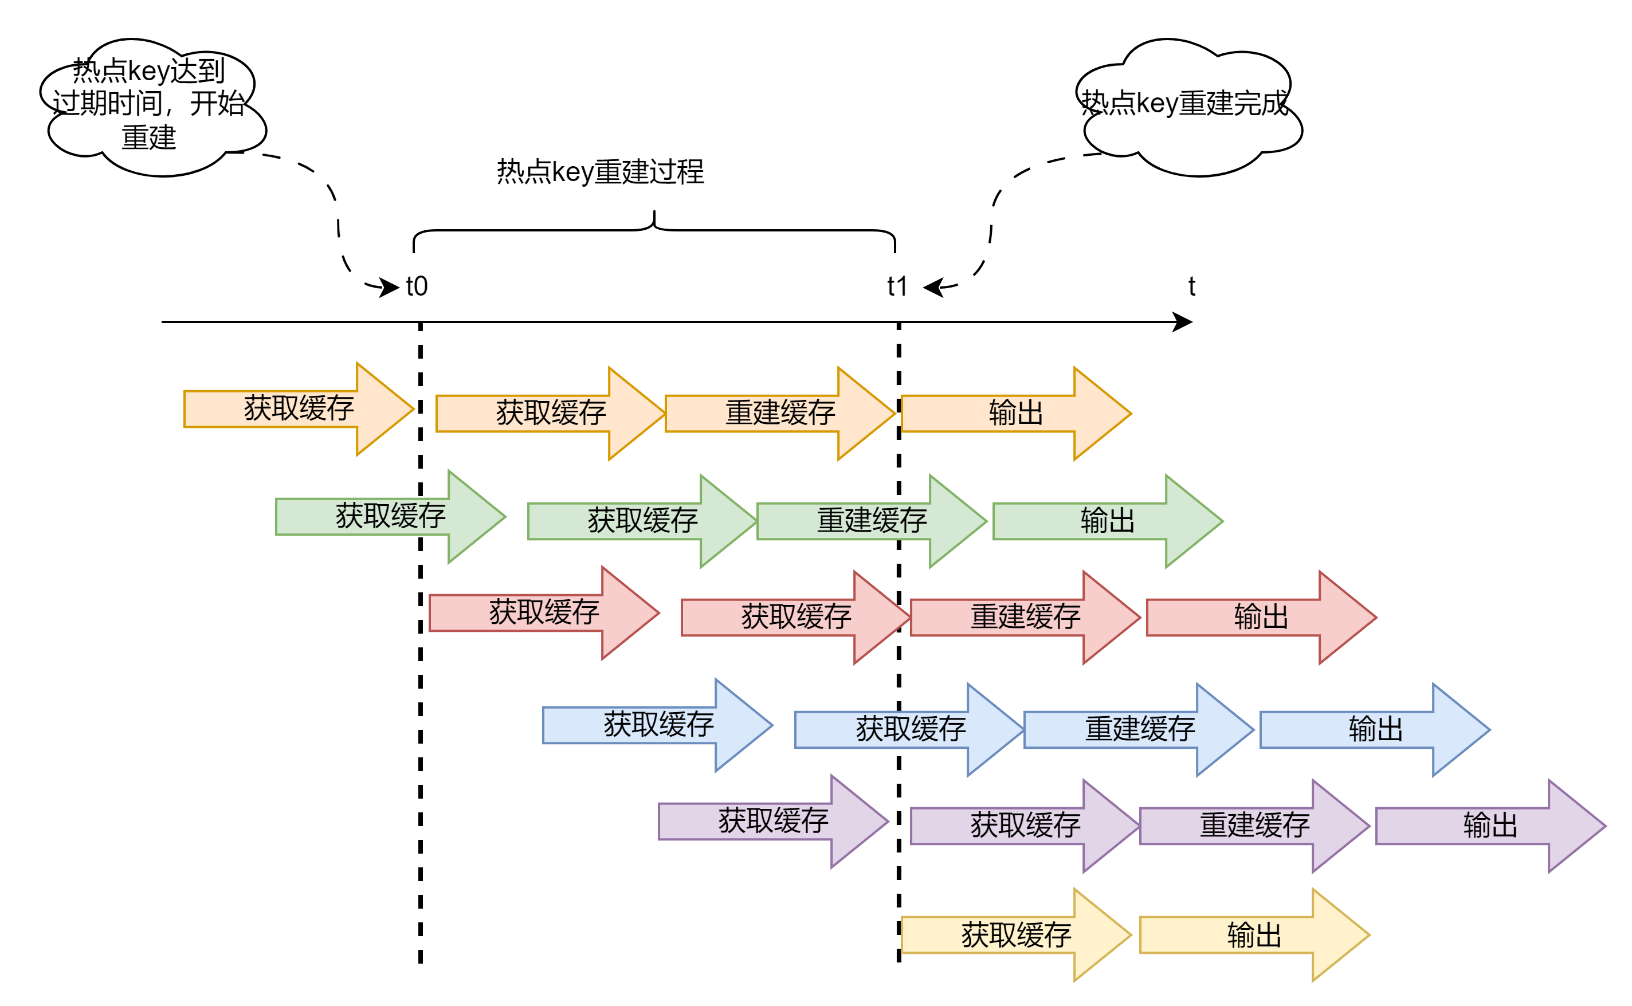 热点key达到
过期时间，开始
重建
热点key重建完成
热点key重建过程
t0
t1
t
获取缓存
获取缓存
重建缓存
输出
获取缓存
获取缓存
重建缓存
输出
获取缓存
获取缓存
重建缓存
输出
获取缓存
获取缓存
重建缓存
输出
获取缓存
获取缓存
重建缓存
输出
获取缓存
输出